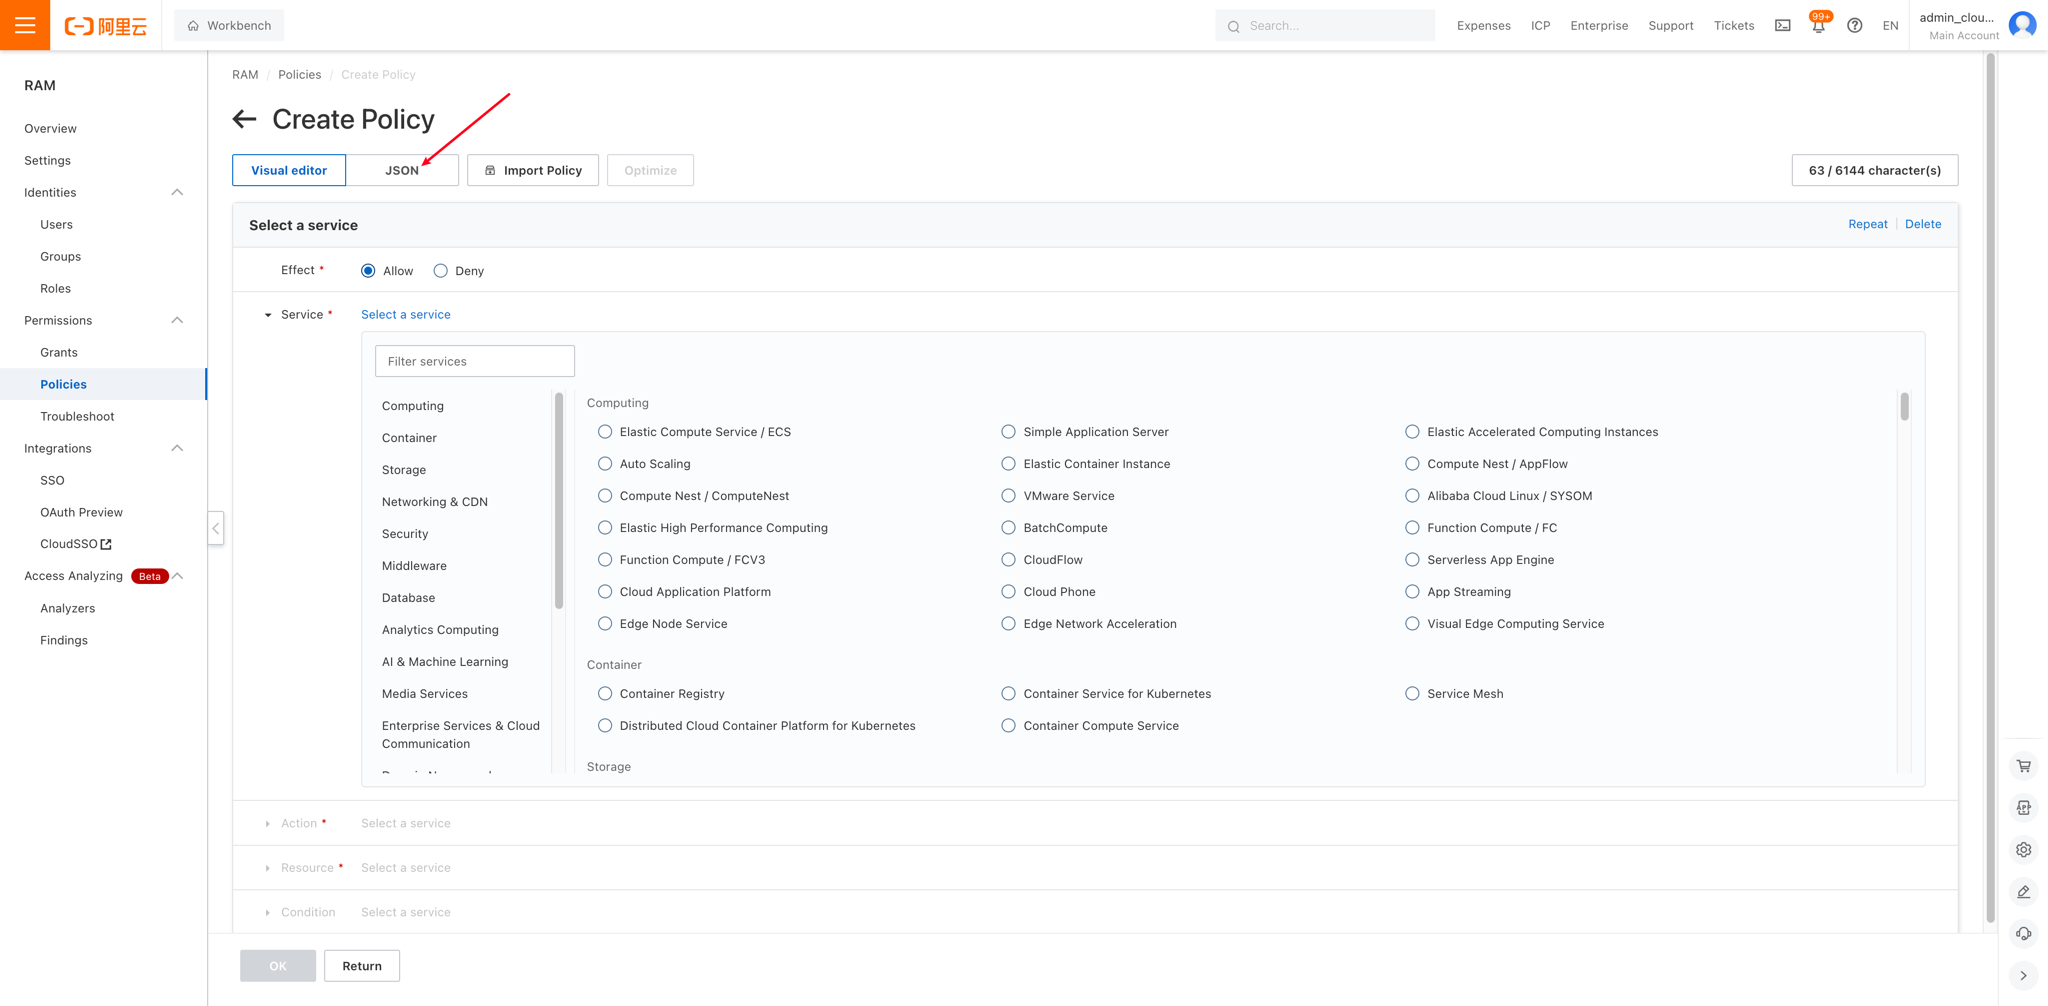 阿里云
Workbench
Search...
Expenses
ICP
Enterprise
Support
Tickets
99+
EN
admin_clou...
Main Account
RAM
Overview
Settings
Identities
Users
Groups
Roles
Permissions
Grants
Policies
Troubleshoot
Integrations
SSO
OAuth Preview
CloudSSO
Access Analyzing Beta
Analyzers
Findings
RAM / Policies / Create Policy
Create Policy
Visual editor
JSON
Import Policy
Optimize
63 / 6144 character(s)
Select a service
Repeat
Delete
Effect *
Allow
Deny
Service *
Select a service
Filter services
Computing
Container
Storage
Networking & CDN
Security
Middleware
Database
Analytics Computing
AI & Machine Learning
Media Services
Enterprise Services & Cloud
Communication
Computing
Elastic Compute Service / ECS
Simple Application Server
Elastic Accelerated Computing Instances
Auto Scaling
Elastic Container Instance
Compute Nest / AppFlow
Compute Nest / ComputeNest
VMware Service
Alibaba Cloud Linux / SYSOM
Elastic High Performance Computing
BatchCompute
Function Compute / FC
Function Compute / FCV3
CloudFlow
Serverless App Engine
Cloud Application Platform
Cloud Phone
App Streaming
Edge Node Service
Edge Network Acceleration
Visual Edge Computing Service
Container
Container Registry
Container Service for Kubernetes
Service Mesh
Distributed Cloud Container Platform for Kubernetes
Container Compute Service
Storage
Action *
Select a service
Resource *
Select a service
Condition
Select a service
OK
Return